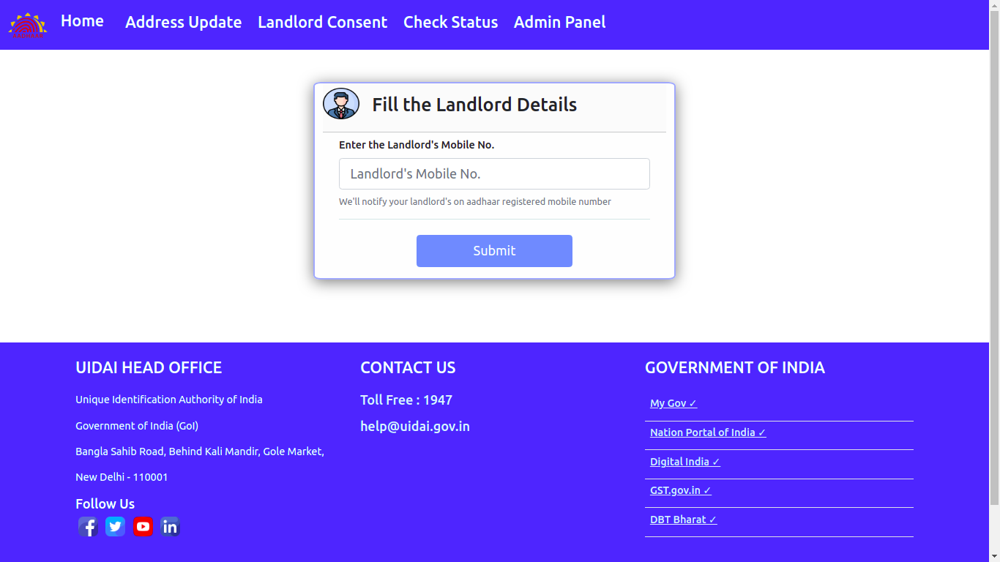 Home Address Update Landlord Consent Check Status Admin Panel
Fill the Landlord Details
Enter the Landlord's Mobile No.
Landlord's Mobile No.
We'll notify your landlord's on aadhaar registered mobile number
Submit
UIDAI HEAD OFFICE
Unique Identification Authority of India
Government of India (GoI)
Bangla Sahib Road, Behind Kali Mandir, Gole Market,
New Delhi - 110001
Follow Us
CONTACT US
Toll Free : 1947
help@uidai.gov.in
GOVERNMENT OF INDIA
My Gov ✓
Nation Portal of India ✓
Digital India ✓
GST.gov.in ✓
DBT Bharat ✓